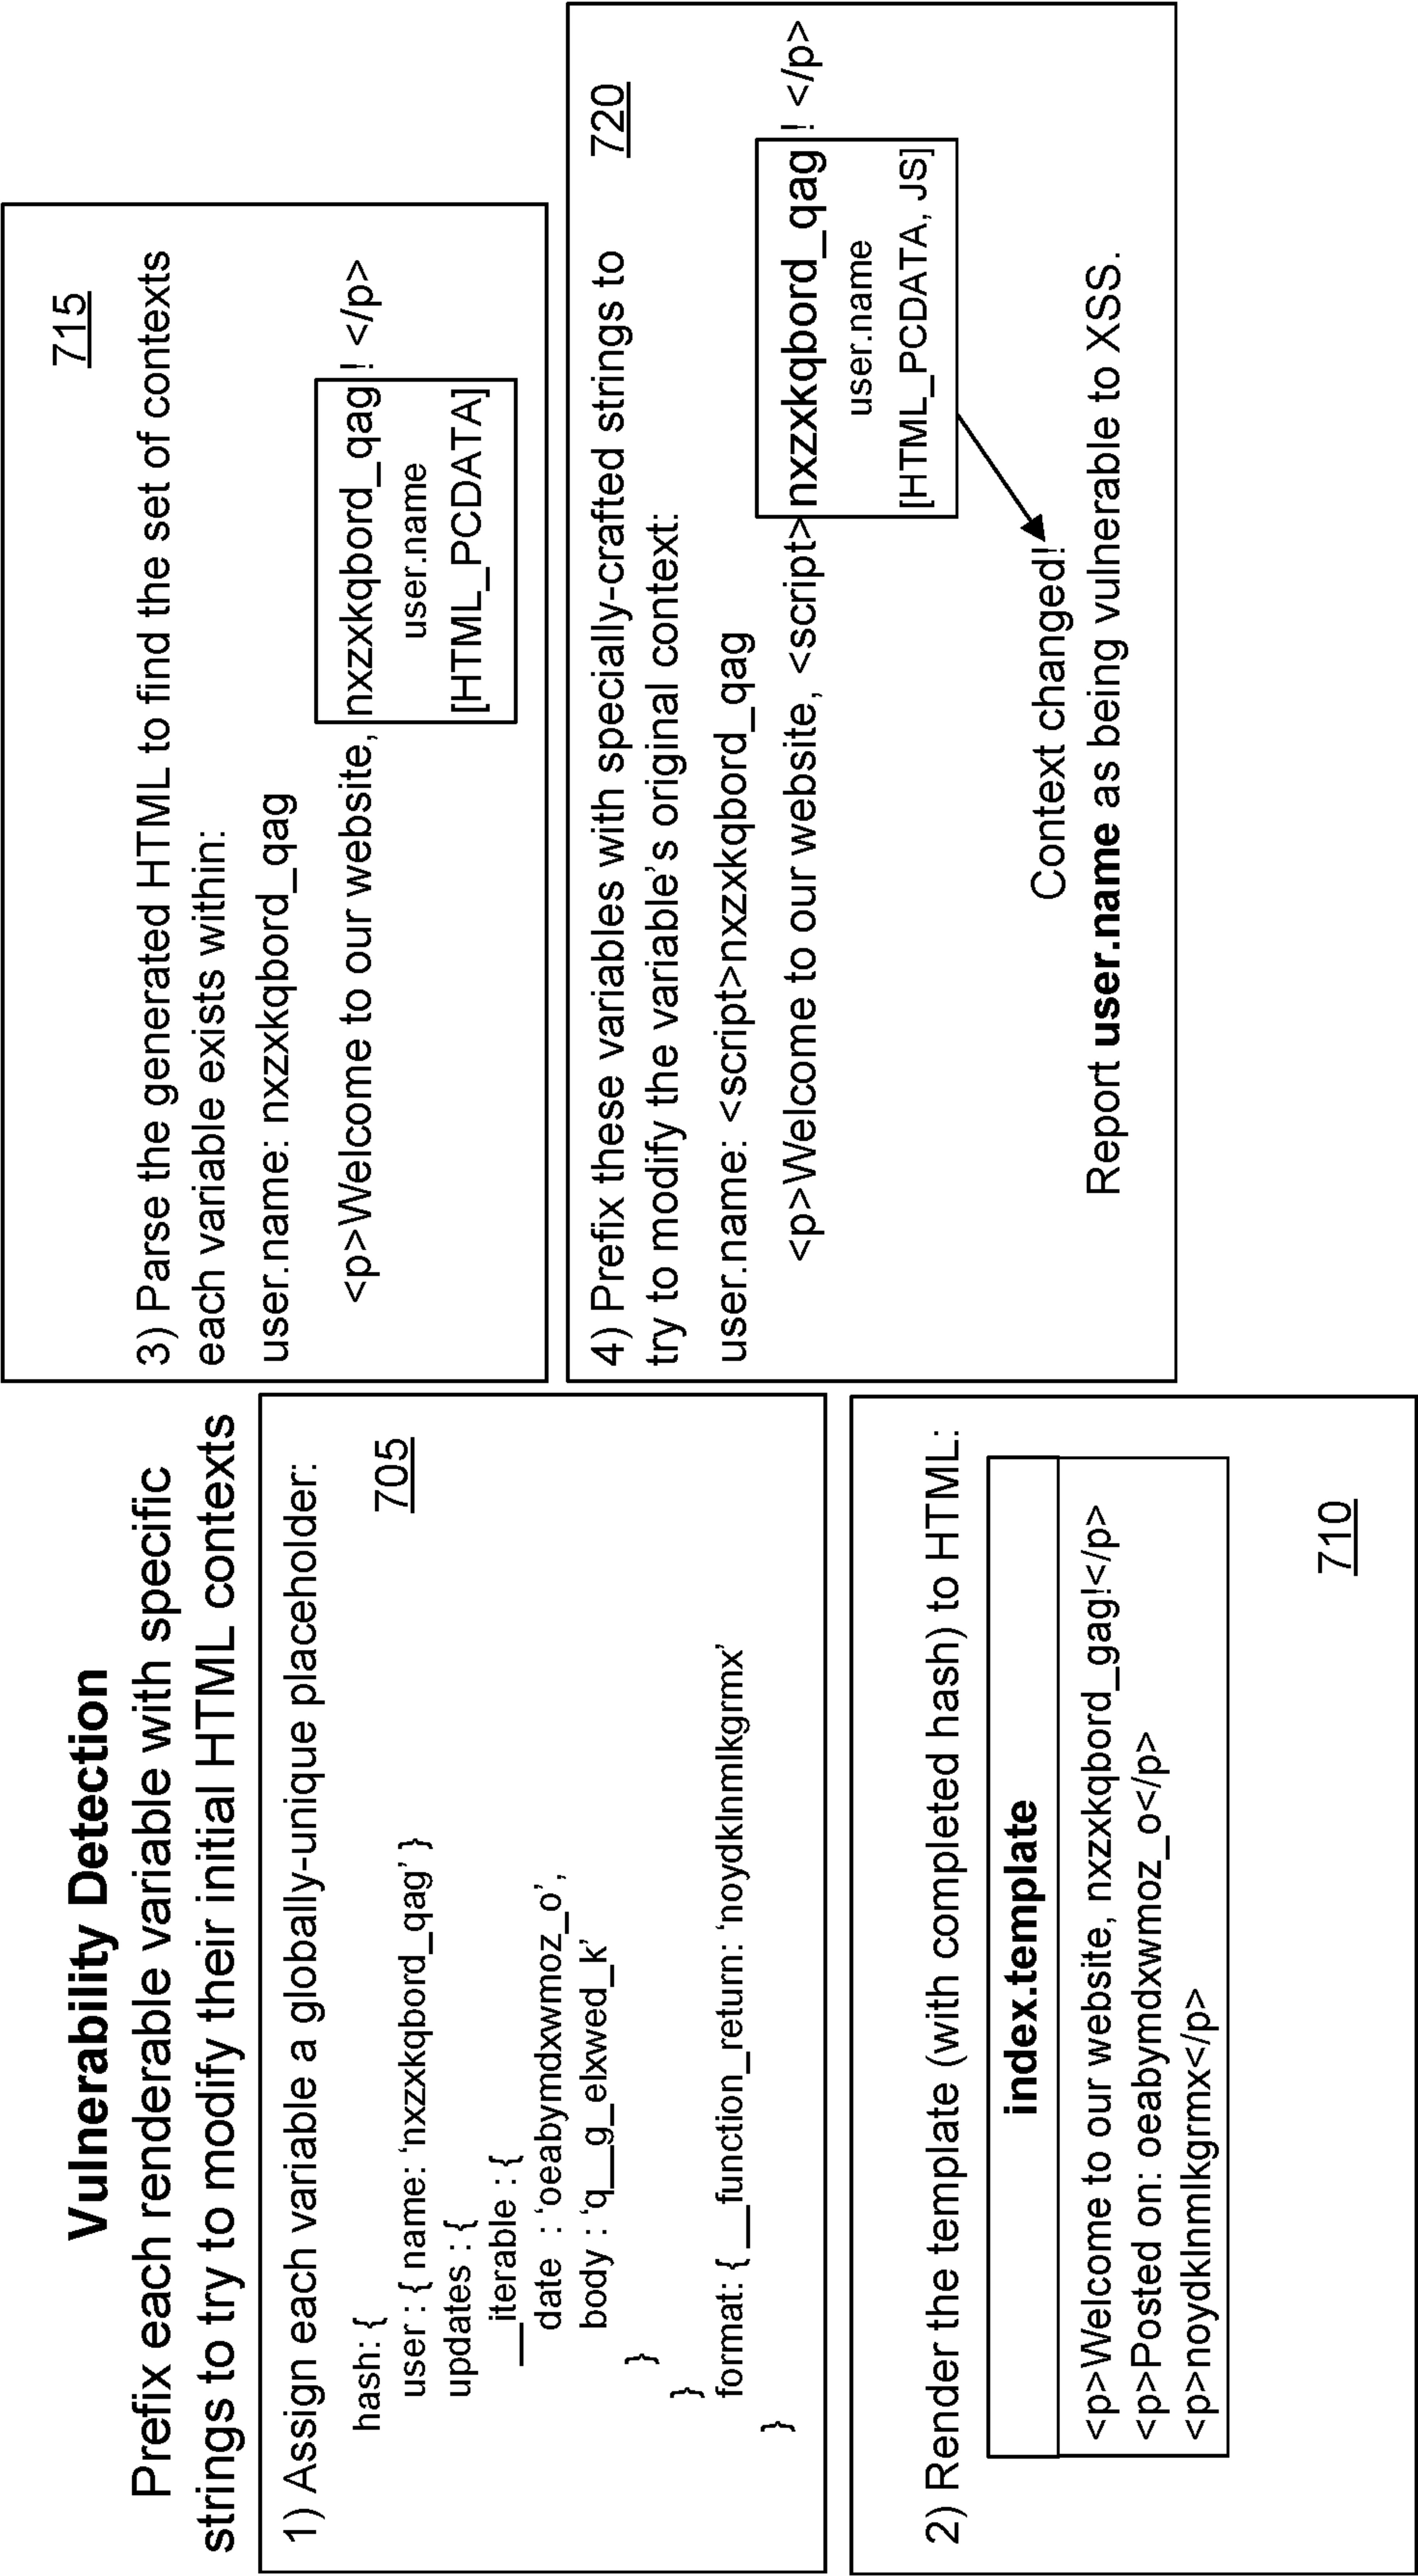 Vulnerability Detection
Prefix each renderable variable with specific
strings to try to modify their initial HTML contexts
1) Assign each variable a globally-unique placeholder:
705
hash: {
user : { name: ‘nxzxkqbord_qag’ }
updates : {
__iterable : {
date : ‘oeabymdxwmoz_o’,
body : ‘q__g_elxwed_k’
}
}
format: { __function_return: ‘noydklnmlkgrmx’
}
2) Render the template (with completed hash) to HTML:
index.template
<p>Welcome to our website, nxzxkqbord_gag!</p>
<p>Posted on: oeabymdxwmoz_o</p>
<p>noydklnmlkgrmx</p>
710
715
3) Parse the generated HTML to find the set of contexts
each variable exists within:
user.name: nxzxkqbord_qag
<p>Welcome to our website, nxzxkqbord_qag ! </p>
user.name
[HTML_PCDATA]
720
4) Prefix these variables with specially-crafted strings to
try to modify the variable’s original context:
user.name: <script>nxzxkqbord_qag
<p>Welcome to our website, <script>nxzxkqbord_qag ! </p>
user.name
[HTML_PCDATA, JS]
Context changed!
Report user.name as being vulnerable to XSS.